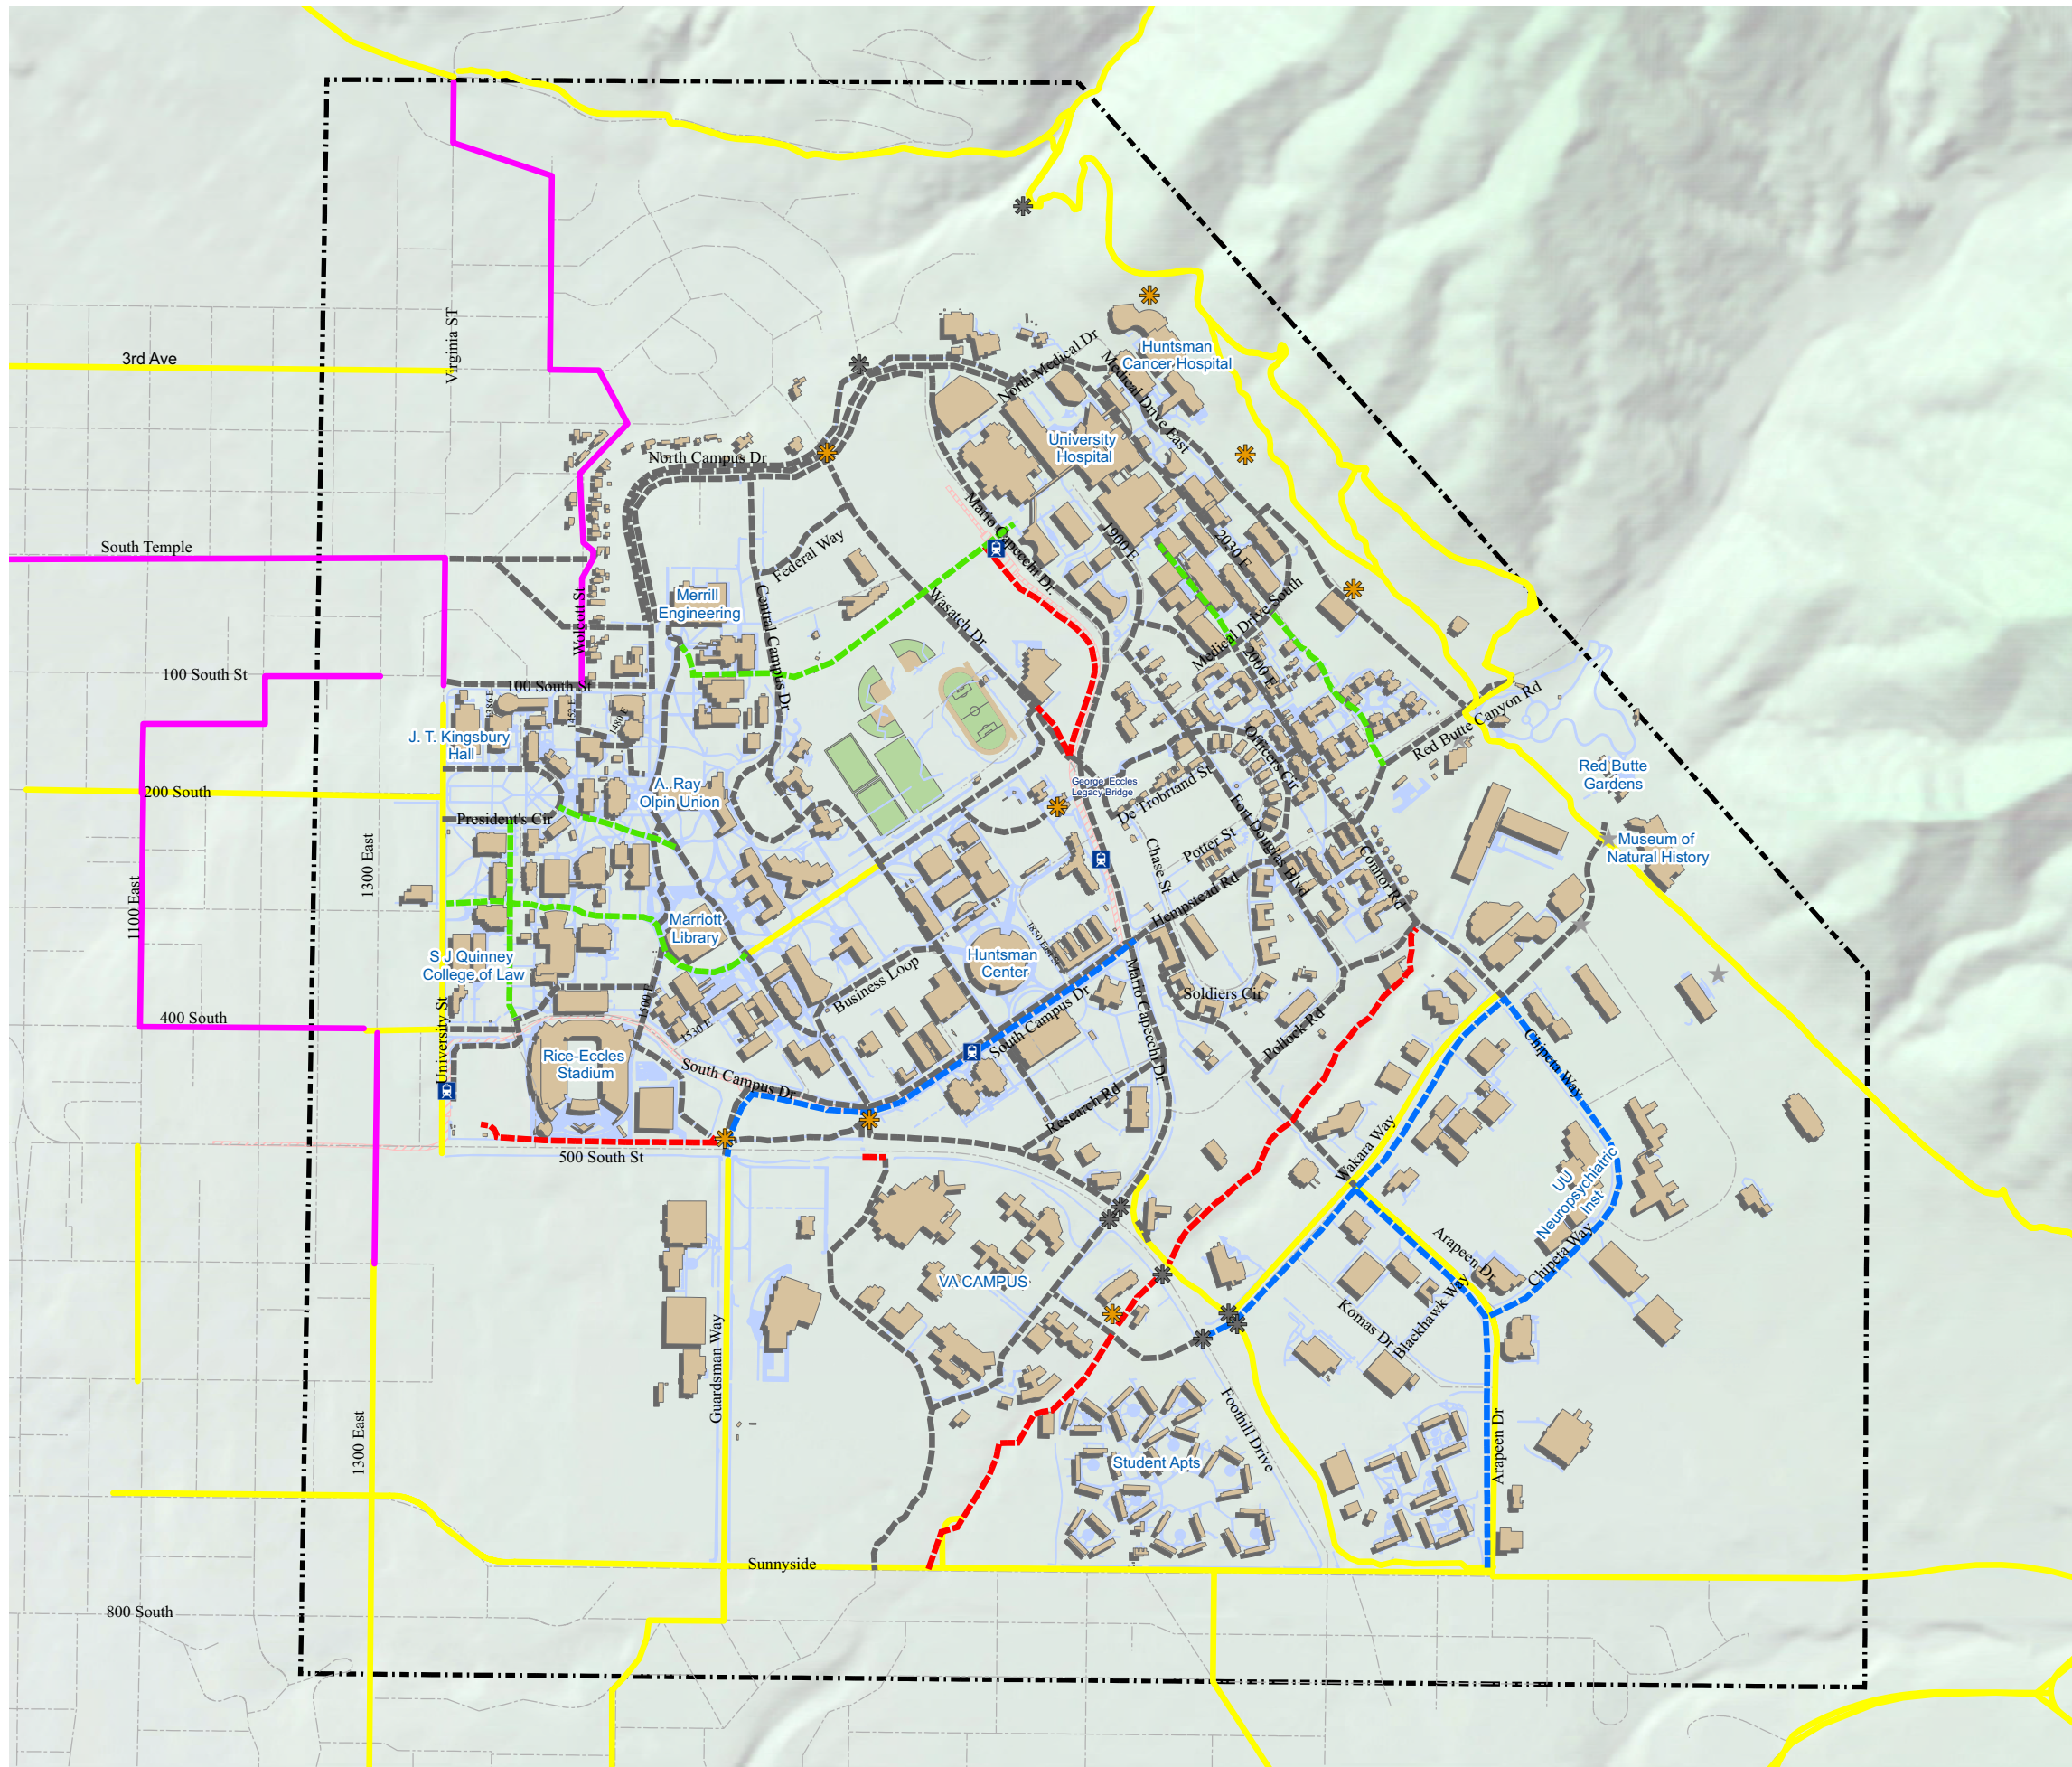 North Medical Dr
Huntsman
Cancer Hospital
Medical Drive East
3rd Ave
Virginia ST
University
Hospital
North Campus Dr
Mario Capecchi Dr.
1900 E
2030 E
South Temple
Federal Way
Merrill
Engineering
Central Campus Dr
Wasatch Dr
Wolcott St
Medical Drive South
2000 E
100 South St
100 South St
1386 E
1452 E
1480 E
J. T. Kingsbury
Hall
Officers Cir
Red Butte Canyon Rd
Red Butte
Gardens
A. Ray
Olpin Union
George Eccles
Legacy Bridge
200 South
De Trobriand St
Fort Douglas Blvd
President's Cir
Chase St
Potter St
Connor Rd
Museum of
Natural History
1300 East
1100 East
Hempstead Rd
Marriott
Library
1850 East St
Huntsman
Center
S J Quinney
College of Law
Business Loop
Mario Capecchi Dr.
Soldiers Cir
University St
1500 E
400 South
1530 E
South Campus Dr
Pollock Rd
Rice-Eccles
Stadium
South Campus Dr
Chipeta Way
Research Rd
Wakara Way
500 South St
UU
Neuropsychiatric
Inst
Arapeen Dr
Chipeta Way
VA CAMPUS
Komas Dr
Blackhawk Way
Guardsman Way
Foothill Drive
1300 East
Arapeen Dr
Student Apts
Sunnyside
800 South